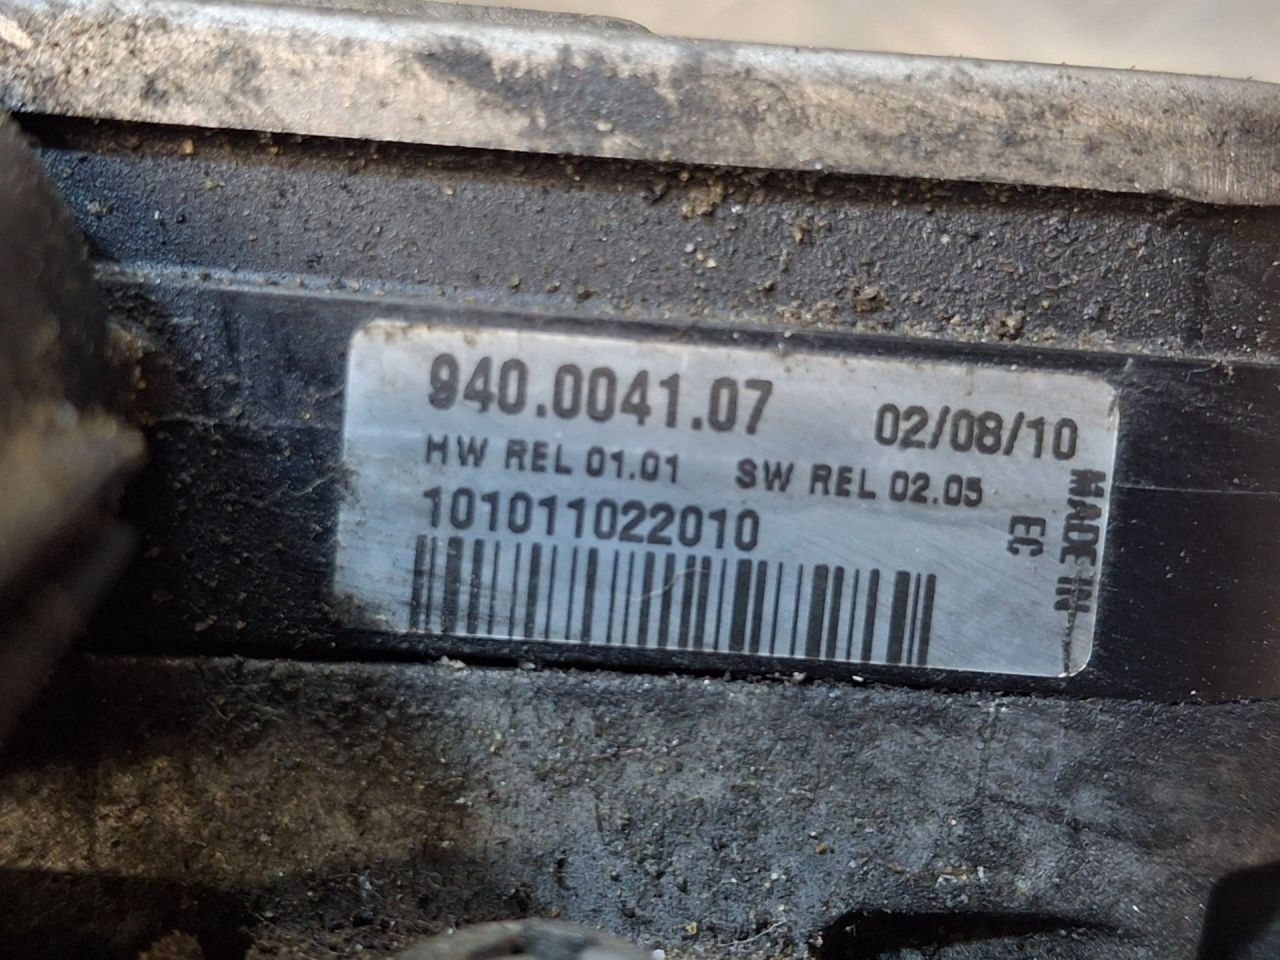 940.0041.07 02/08/10
HW REL 01.01 SW REL 02.05
101011022010
MADE IN
EC